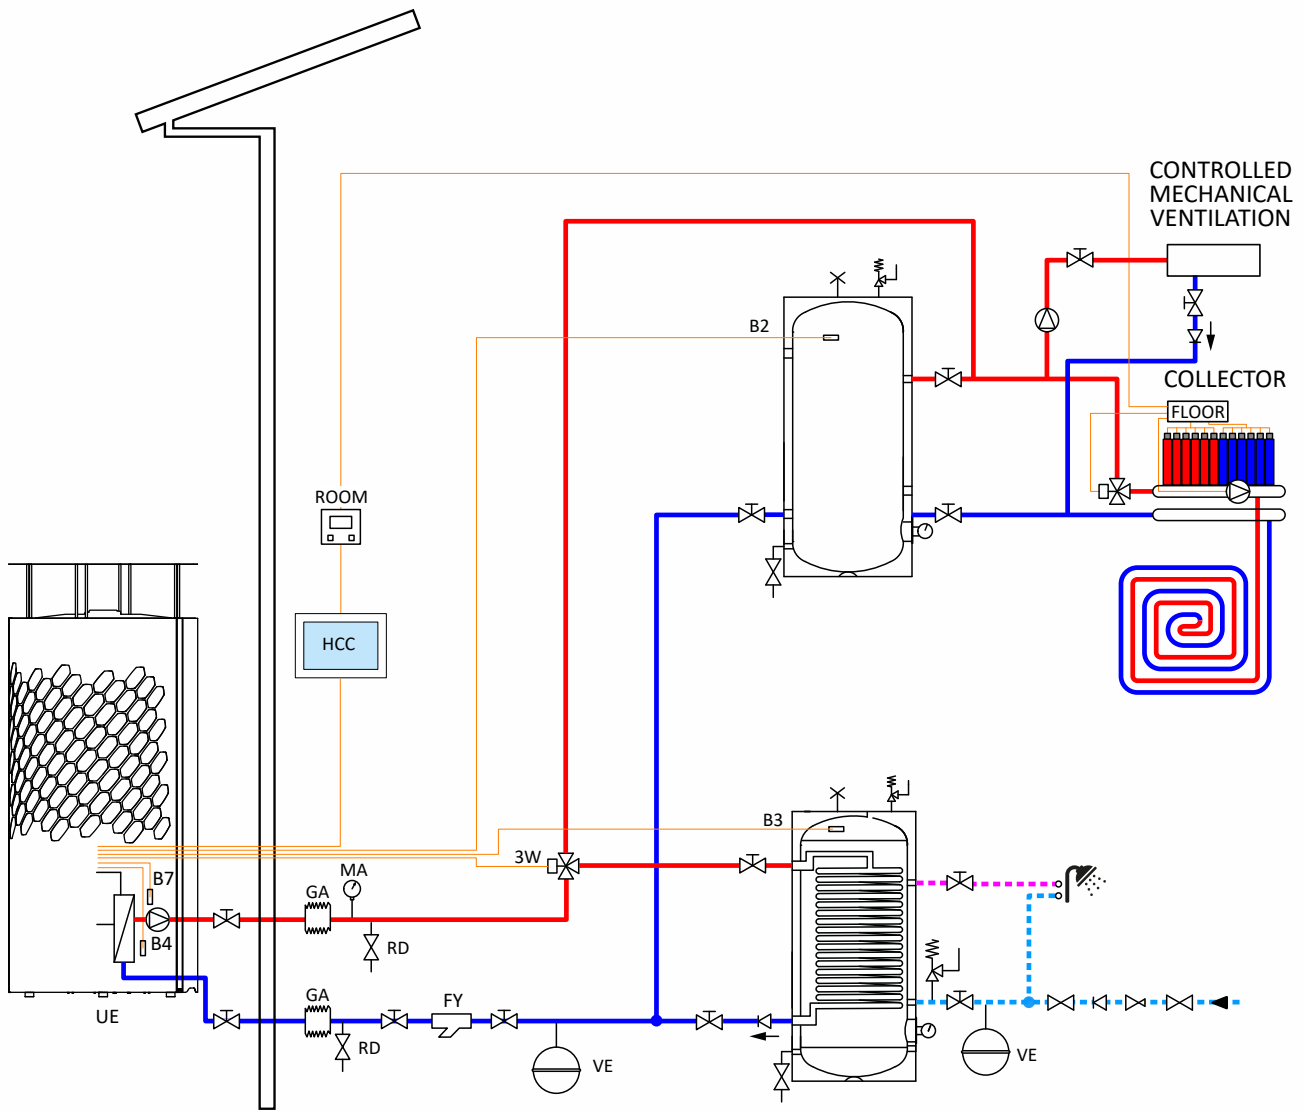 CONTROLLED
MECHANICAL
VENTILATION
B2
COLLECTOR
FLOOR
ROOM
HCC
B3
3W
MA
B7
GA
B4
RD
GA
FY
UE
RD
VE
VE